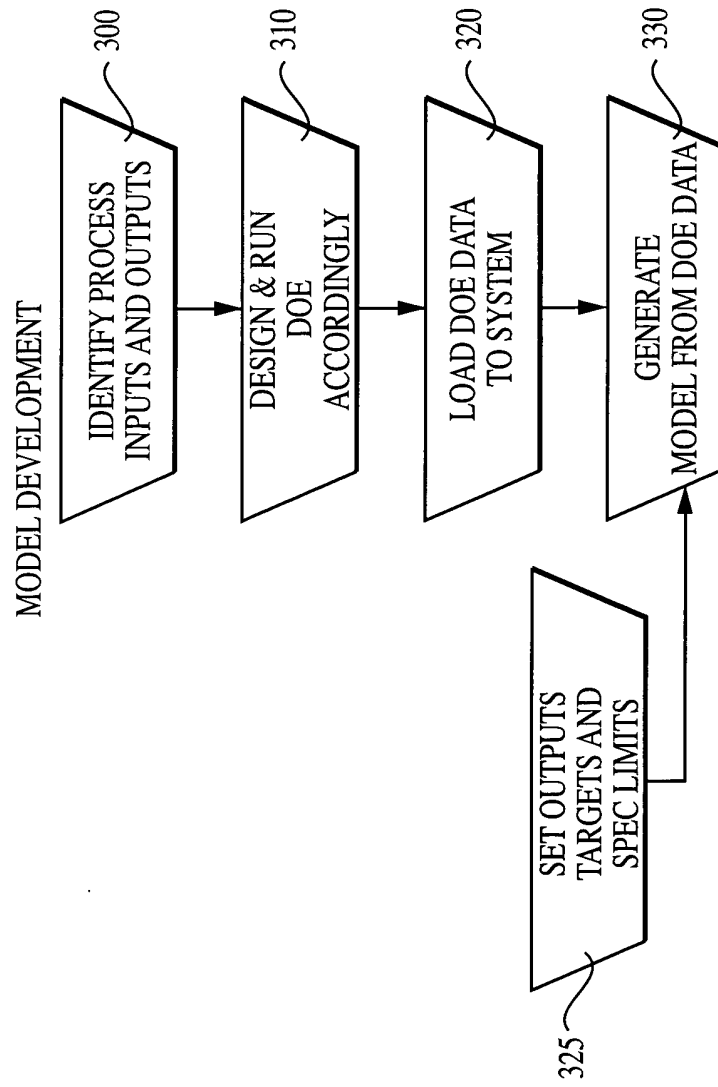 MODEL DEVELOPMENT
IDENTIFY PROCESS
INPUTS AND OUTPUTS
300
DESIGN & RUN
DOE
ACCORDINGLY
310
LOAD DOE DATA
TO SYSTEM
320
SET OUTPUTS
TARGETS AND
SPEC LIMITS
325
GENERATE
MODEL FROM DOE DATA
330